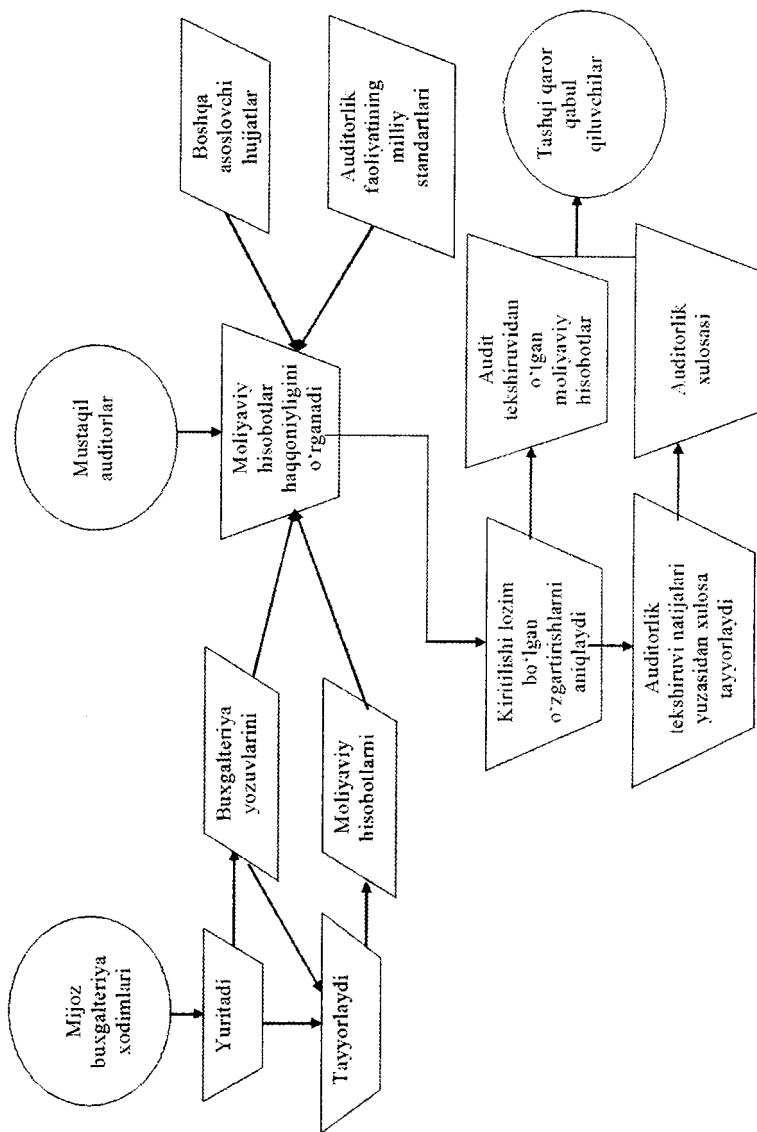 Mijoz
buxgalteriya
xodimlari
Yuritadi
Tayyorlaydi
Buxgalteriya
yozuvlarini
Moliyaviy
hisobotlarni
Mustaqil
auditorlar
Moliyaviy
hisobotlar
haqqoniyligini
o`rganadi
Boshqa
asoslovchi
hujjatlar
Auditorlik
faoliyatining
milliy
standartlari
Kiritilishi lozim
bo`lgan
o`zgartirishlarni
aniqlaydi
Auditorlik
tekshiruvi natijalari
yuzasidan xulosa
tayyorlaydi
Audit
tekshiruvidan
o`tgan
moliyaviy
hisobotlar
Auditorlik
xulosasi
Tashqi qaror
qabul
qiluvchilar